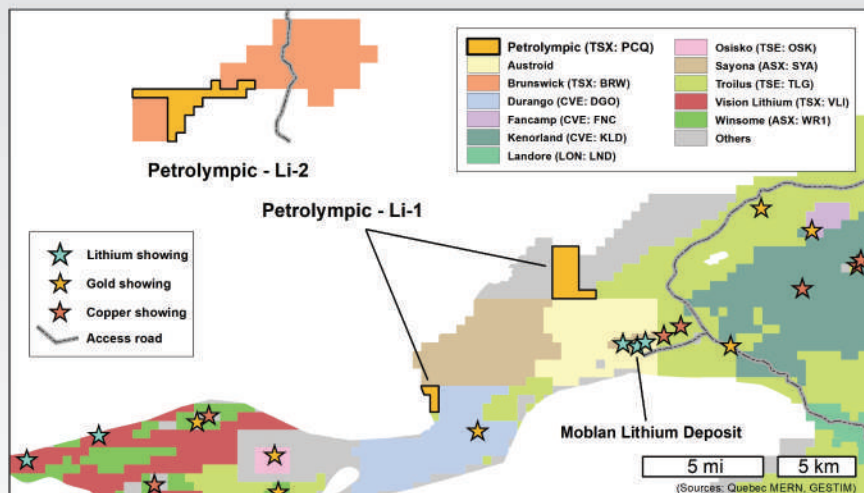 Petrolympic (TSX: PCQ)
Austroid
Brunswick (TSX: BRW)
Durango (CVE: DGO)
Fancamp (CVE: FNC
Kenorland (CVE: KLD)
Landore (LON: LND)
Osisko (TSE: OSK)
Sayona (ASX: SYA)
Troilus (TSE: TLG)
Vision Lithium (TSX: VLI)
Winsome (ASX: WR1)
Others
Petrolympic - Li-2
Petrolympic - Li-1
Lithium showing
Gold showing
Copper showing
Access road
Moblan Lithium Deposit
5 mi
5 km
(Sources: Quebec MERN, GESTIM)